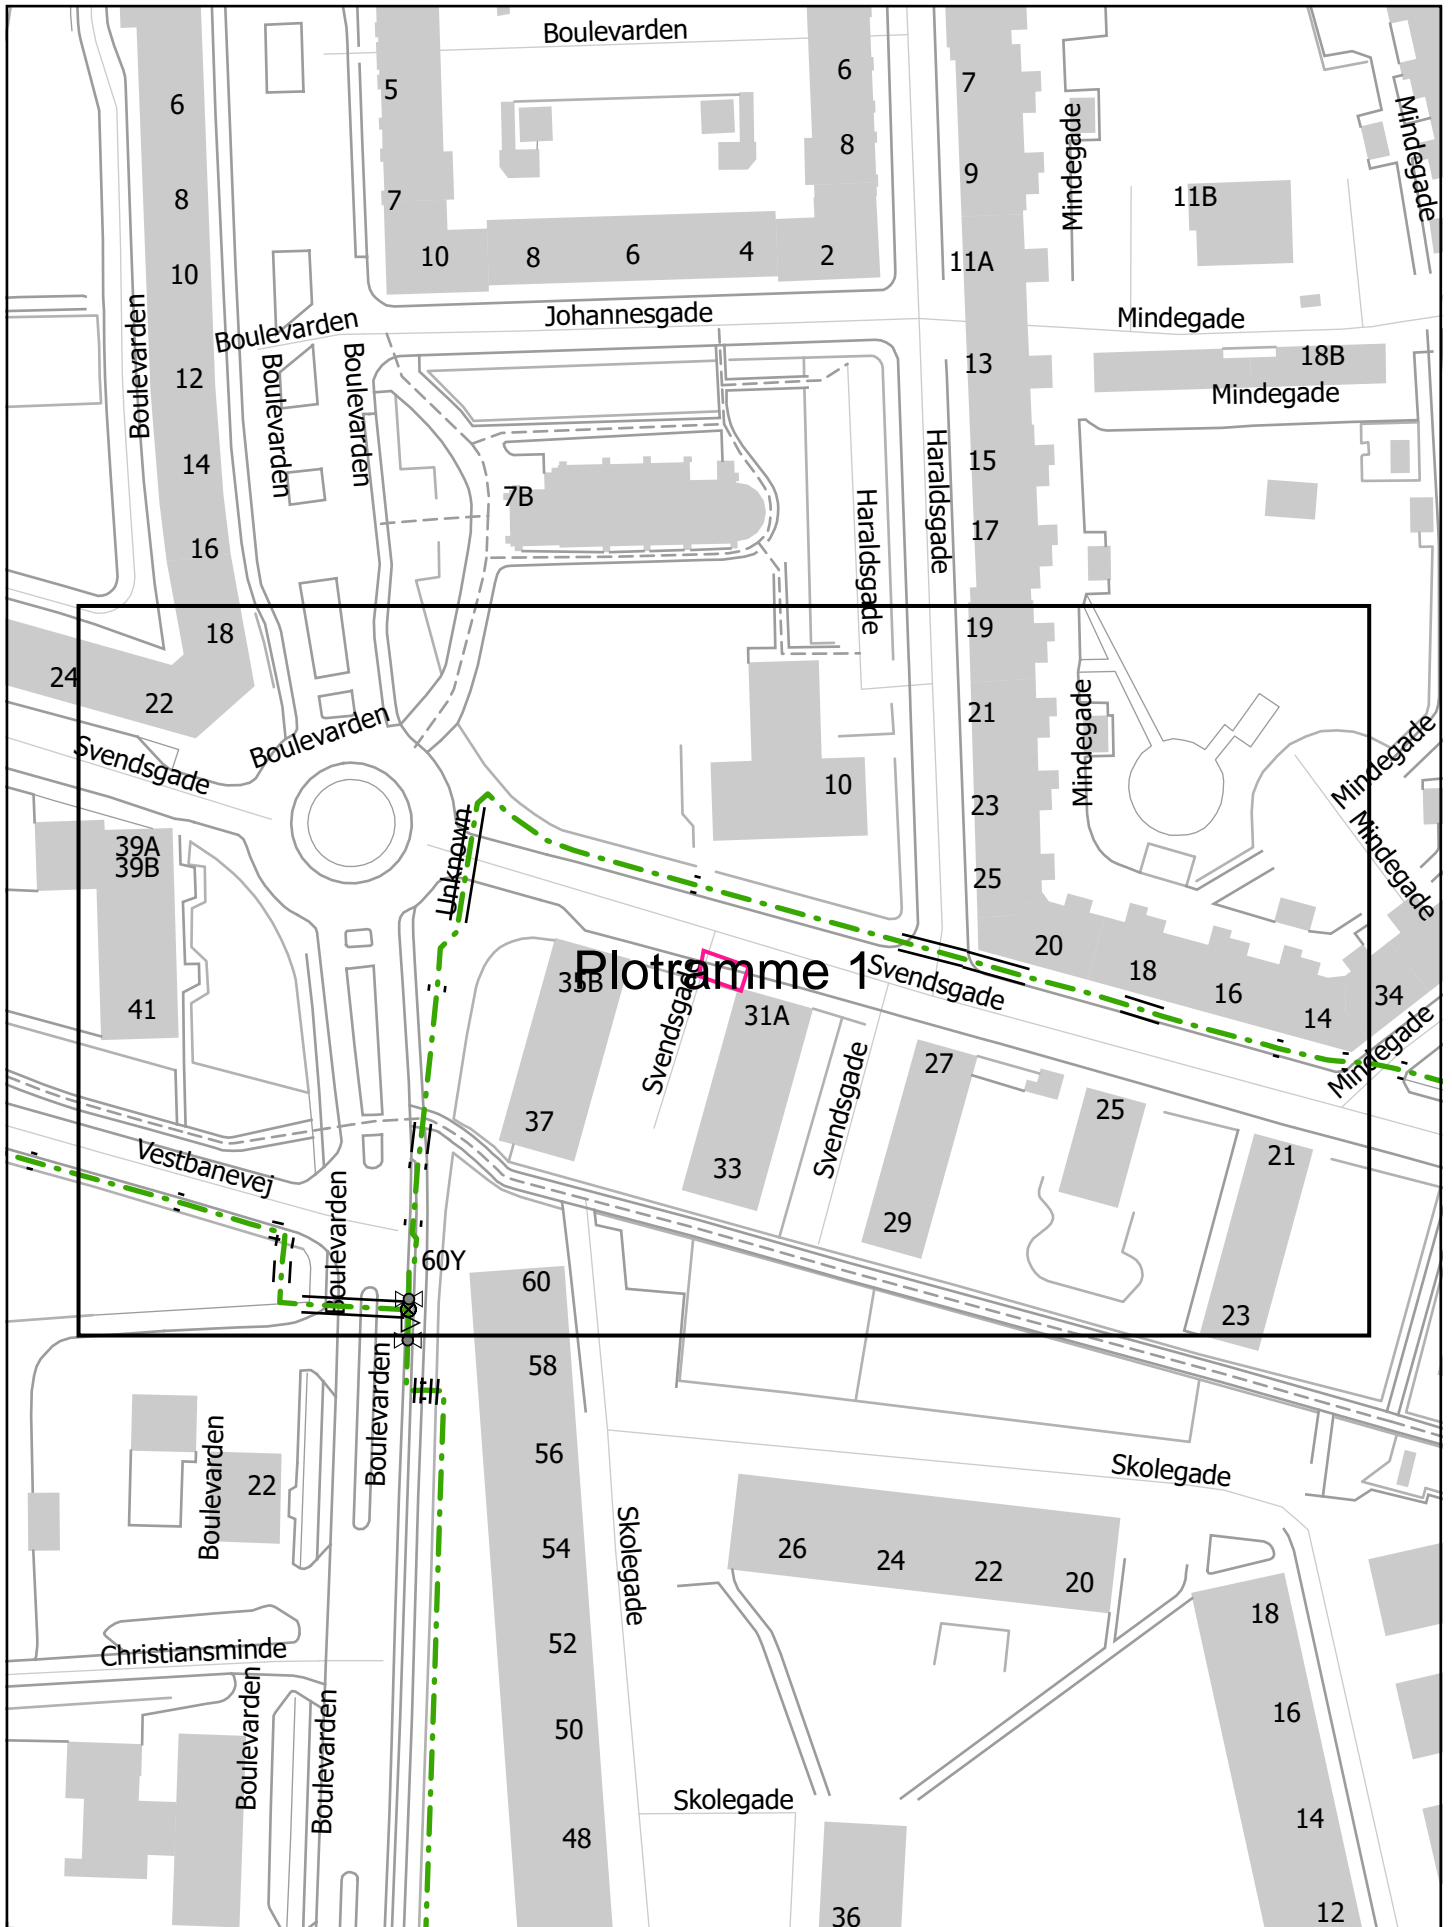 Boulevarden
6
5
6
7
Mindegade
Mindegade
8
7
8
9
11B
10
10
8
6
4
2
11A
Boulevarden
Boulevarden
Johannesgade
Mindegade
12
Boulevarden
Boulevarden
13
18B
Mindegade
14
7B
Haraldsgade
Haraldsgade
15
16
17
18
19
24
22
Boulevarden
21
Mindegade
Mindegade
Svendsgade
10
23
Mindegade
39A
39B
Unknown
25
20
Plotramme 1
35B
Svendsgade
Svendsgade
18
16
14
34
41
31A
Mindegade
37
33
Svendsgade
27
25
21
Vestbanevej
Boulevarden
29
60Y
60
23
58
Boulevarden
56
Skolegade
22
Boulevarden
54
Skolegade
26
24
22
20
52
18
Christiansminde
Boulevarden
Boulevarden
50
16
Skolegade
48
14
36
12